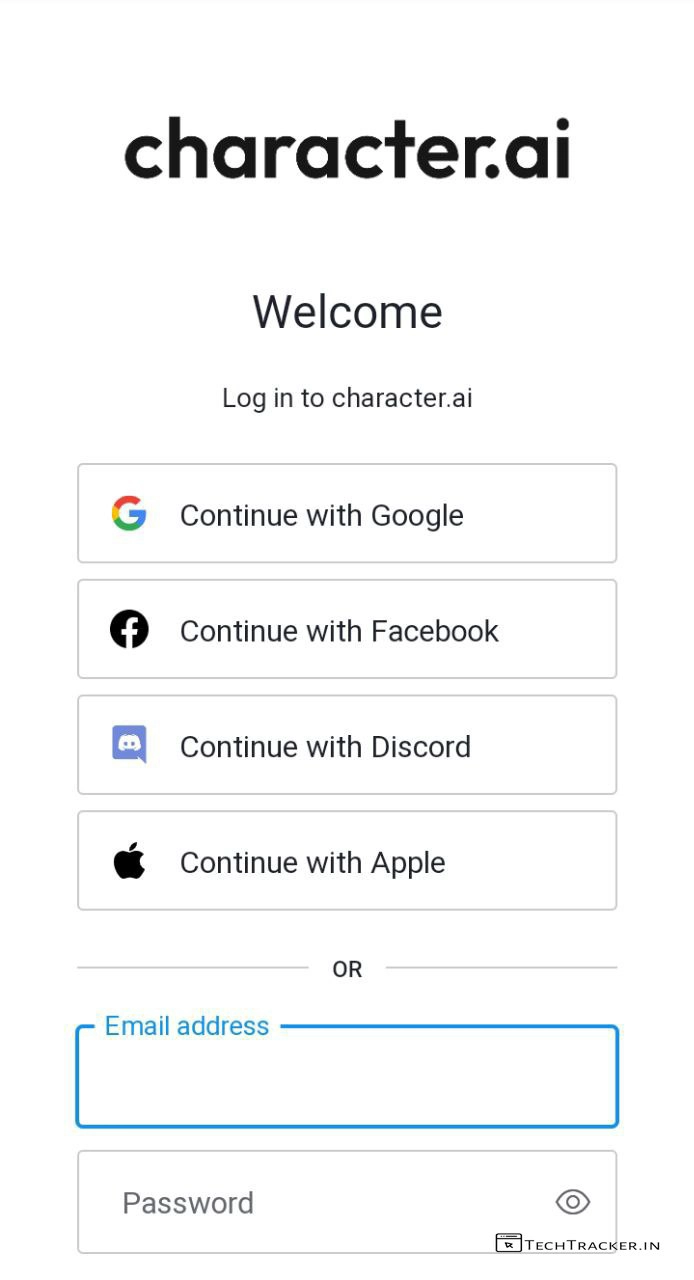 character.ai
Welcome
Log in to character.ai
Continue with Google
Continue with Facebook
Continue with Discord
Continue with Apple
OR
Email address
Password
TECHTRACKER.IN